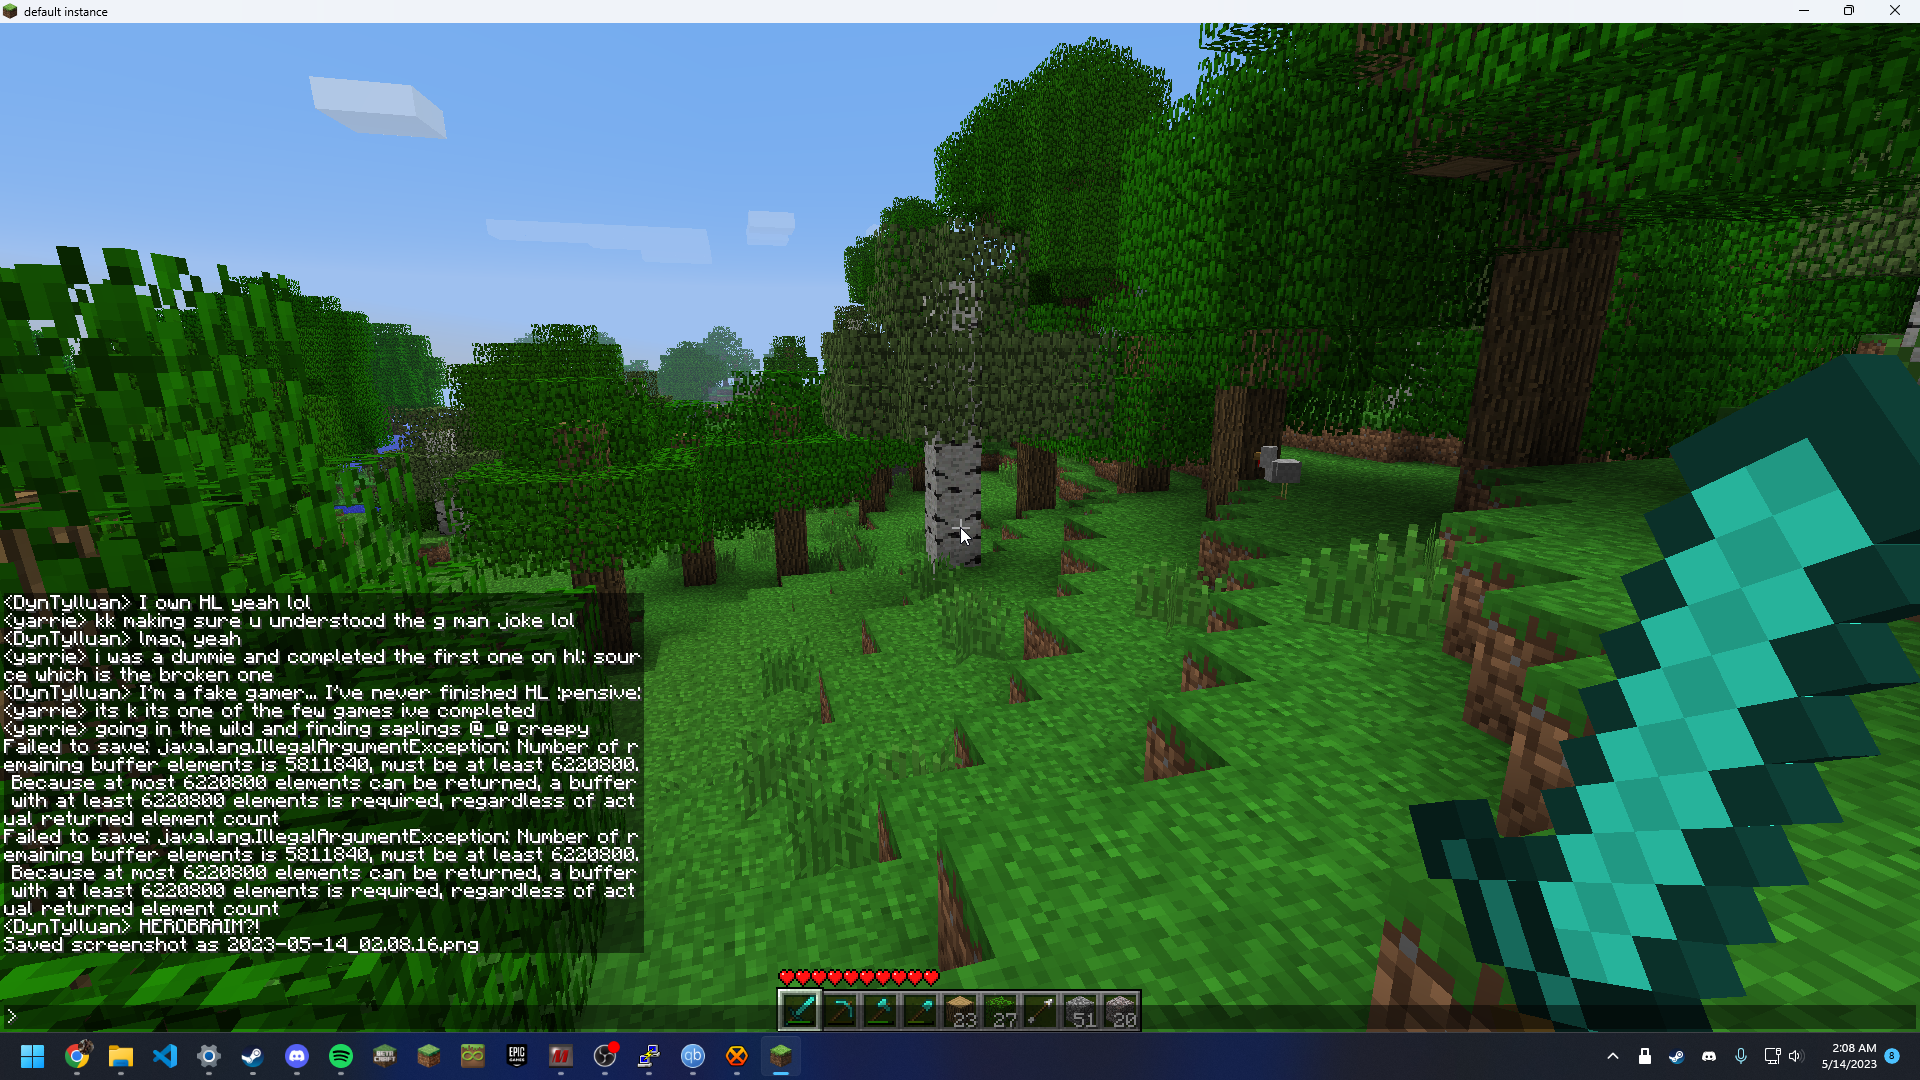 default instance
<DynTylluan> I own HL yeah lol
<yarrie> kk making sure u understood the g man joke lol
<DynTylluan> lmao, yeah
<yarrie> i was a dummie and completed the first one on hl: sour
ce which is the broken one
<DynTylluan> I'm a fake gamer... I've never finished HL :pensive:
<yarrie> its k its one of the few games ive completed
<yarrie> going in the wild and finding saplings @_@ creepy
Failed to save: java.lang.IllegalArgumentException: Number of r
emaining buffer elements is 5811840, must be at least 6220800.
Because at most 6220800 elements can be returned, a buffer
with at least 6220800 elements is required, regardless of act
ual returned element count
Failed to save: java.lang.IllegalArgumentException: Number of r
emaining buffer elements is 5811840, must be at least 6220800.
Because at most 6220800 elements can be returned, a buffer
with at least 6220800 elements is required, regardless of act
ual returned element count
<DynTylluan> HEROBRAIM?!
Saved screenshot as 2023-05-14_02.08.16.png
>
23 27 51 20
BETA CRAFT
EPIC GAMES
qb
2:08 AM
5/14/2023
8